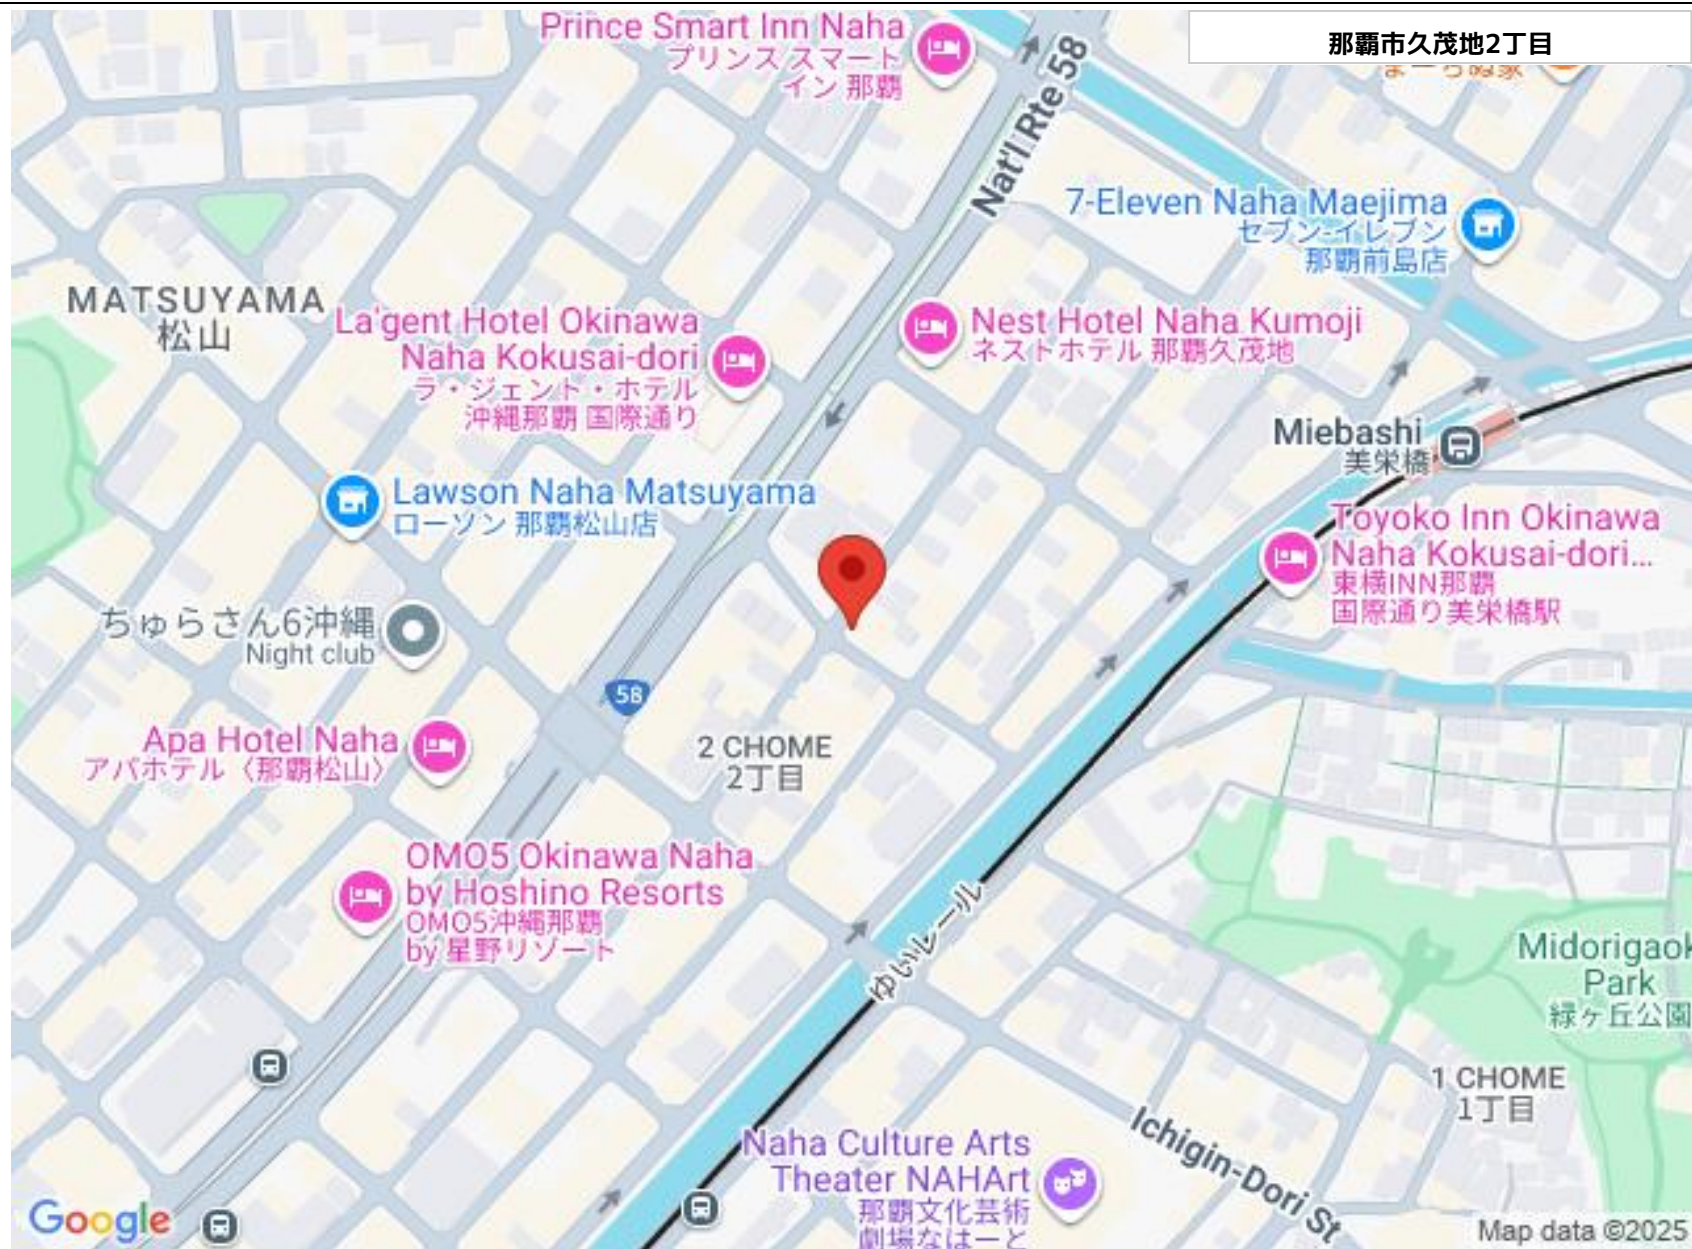 那覇市久茂地2丁目
Prince Smart Inn Naha
プリンス スマート
イン 那覇
Nat'l Rte 58
まーちぬ家
7-Eleven Naha Maejima
セブン-イレブン
那覇前島店
MATSUYAMA
松山
La'gent Hotel Okinawa
Naha Kokusai-dori
ラ・ジェント・ホテル
沖縄那覇 国際通り
Nest Hotel Naha Kumoji
ネストホテル 那覇久茂地
Miebashi
美栄橋
Lawson Naha Matsuyama
ローソン 那覇松山店
Toyoko Inn Okinawa
Naha Kokusai-dori...
東横INN那覇
国際通り美栄橋駅
ちゅらさん6沖縄
Night club
58
Apa Hotel Naha
アパホテル〈那覇松山〉
2 CHOME
2丁目
OMO5 Okinawa Naha
by Hoshino Resorts
OMO5沖縄那覇
by 星野リゾート
ゆいレール
Midorigaok
Park
緑ヶ丘公園
1 CHOME
1丁目
Ichigin-Dori St
Naha Culture Arts
Theater NAHArt
那覇文化芸術
劇場なはーと
Google
Map data ©2025